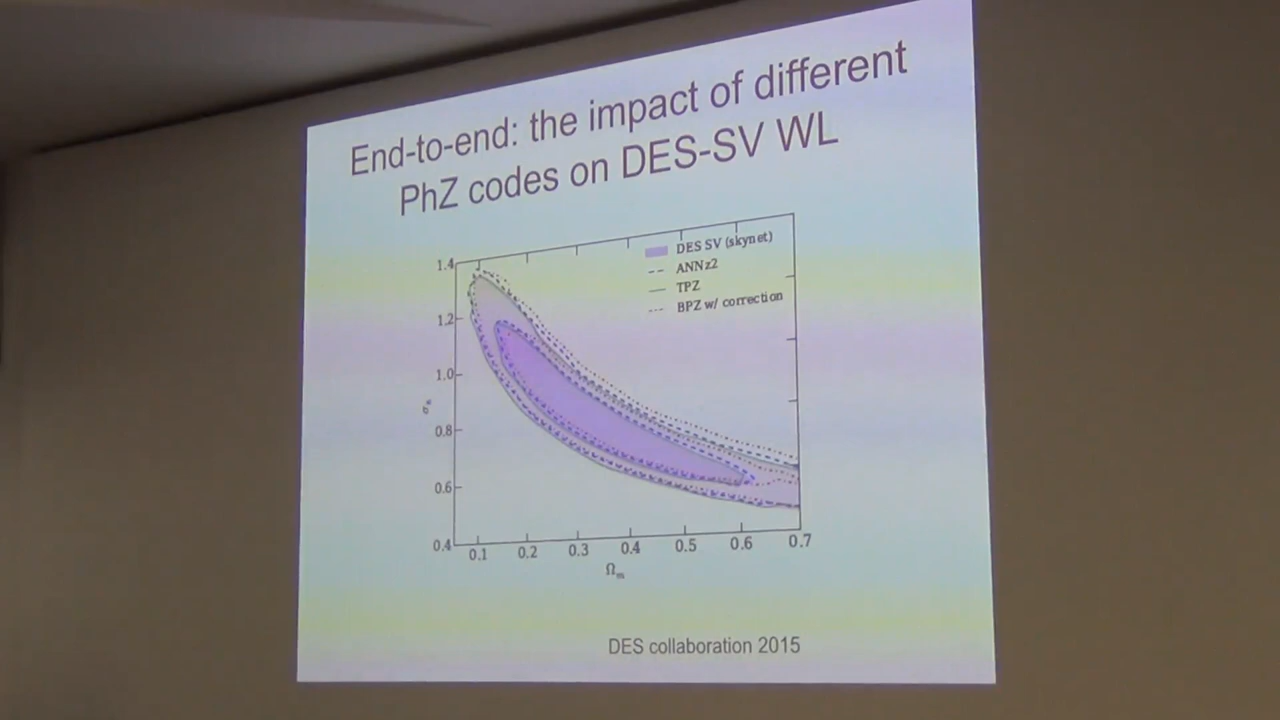 End-to-end: the impact of different
PhZ codes on DES-SV WL
DES SV (skynet)
ANNz2
TPZ
BPZ w/ correction
1.4
1.2
1.0
0.8
0.6
0.4
0.1 0.2 0.3 0.4 0.5 0.6 0.7
Ωm
DES collaboration 2015